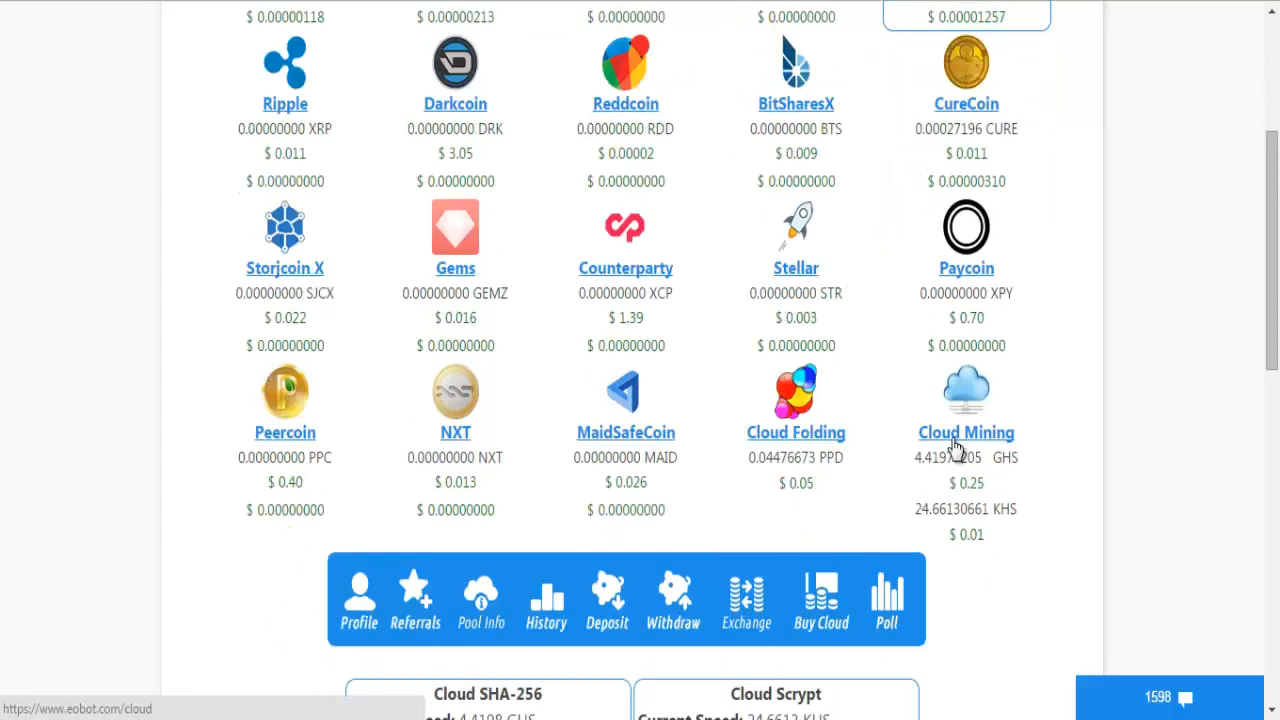 $ 0.00000118 $ 0.00000213 $ 0.00000000 $ 0.00000000 $ 0.00001257
Ripple Darkcoin Reddcoin BitSharesX CureCoin
0.00000000 XRP 0.00000000 DRK 0.00000000 RDD 0.00000000 BTS 0.00027196 CURE
$ 0.011 $ 3.05 $ 0.00002 $ 0.009 $ 0.011
$ 0.00000000 $ 0.00000000 $ 0.00000000 $ 0.00000000 $ 0.00000310
Storjcoin X Gems Counterparty Stellar Paycoin
0.00000000 SJCX 0.00000000 GEMZ 0.00000000 XCP 0.00000000 STR 0.00000000 XPY
$ 0.022 $ 0.016 $ 1.39 $ 0.003 $ 0.70
$ 0.00000000 $ 0.00000000 $ 0.00000000 $ 0.00000000 $ 0.00000000
Peercoin NXT MaidSafeCoin Cloud Folding Cloud Mining
0.00000000 PPC 0.00000000 NXT 0.00000000 MAID 0.04476673 PPD GHS
$ 0.40 $ 0.013 $ 0.026 $ 0.05 $ 0.25
$ 0.00000000 $ 0.00000000 $ 0.00000000 24.66130661 KHS
$ 0.01
Profile Referrals Pool Info History Deposit Withdraw Exchange Buy Cloud Poll
Cloud SHA-256 Cloud Scrypt
4.4198 GHS Current Speed: 24.6613 KHS
1598
https://www.eobot.com/cloud